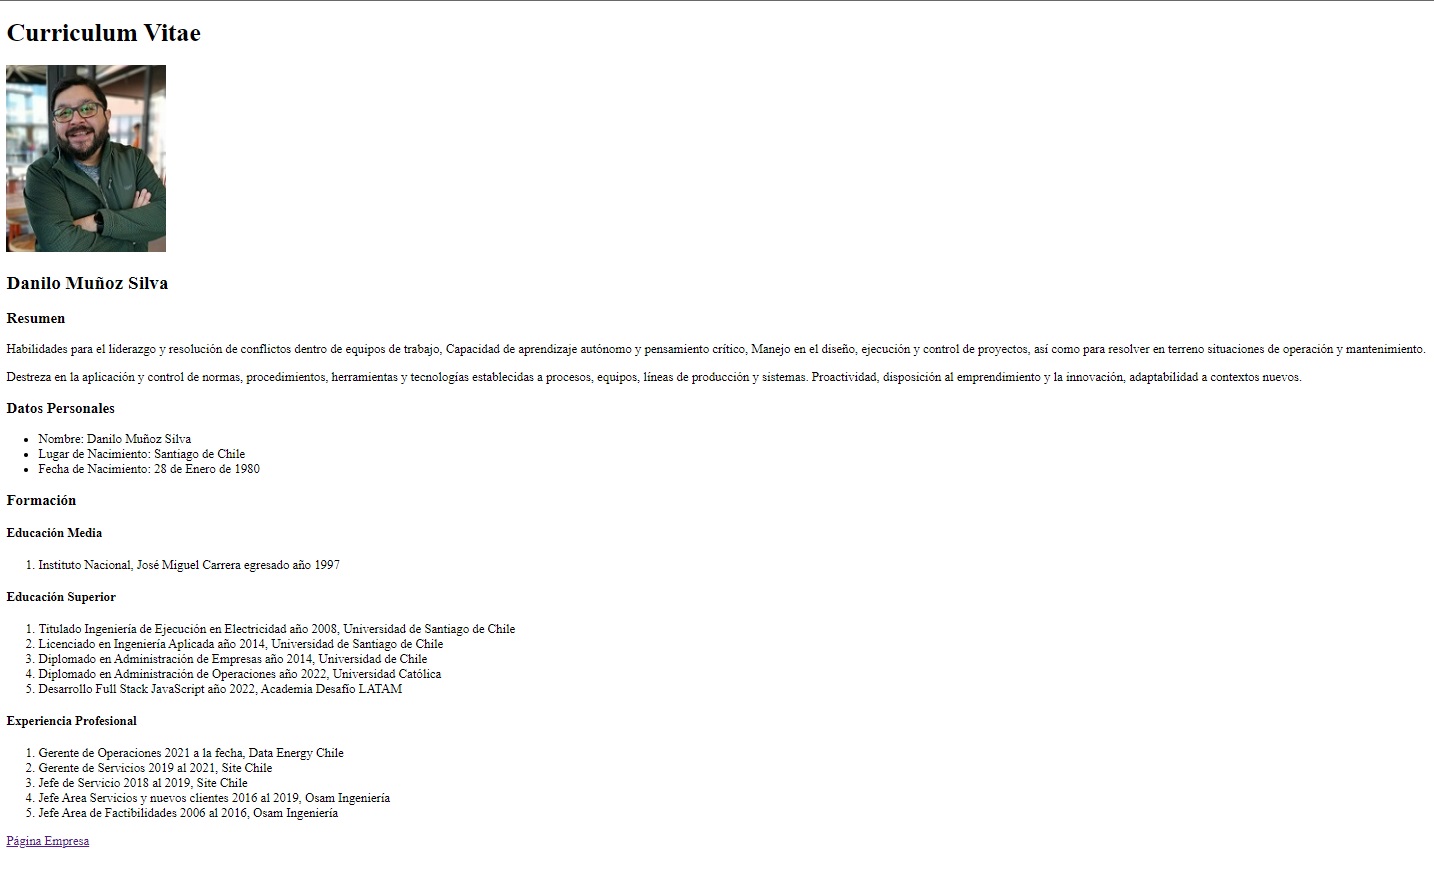 Curriculum Vitae
Danilo Muñoz Silva
Resumen
Habilidades para el liderazgo y resolución de conflictos dentro de equipos de trabajo, Capacidad de aprendizaje autónomo y pensamiento crítico, Manejo en el diseño, ejecución y control de proyectos, así como para resolver en terreno situaciones de operación y mantenimiento.
Destreza en la aplicación y control de normas, procedimientos, herramientas y tecnologías establecidas a procesos, equipos, líneas de producción y sistemas. Proactividad, disposición al emprendimiento y la innovación, adaptabilidad a contextos nuevos.
Datos Personales
• Nombre: Danilo Muñoz Silva
• Lugar de Nacimiento: Santiago de Chile
• Fecha de Nacimiento: 28 de Enero de 1980
Formación
Educación Media
1. Instituto Nacional, José Miguel Carrera egresado año 1997
Educación Superior
1. Titulado Ingeniería de Ejecución en Electricidad año 2008, Universidad de Santiago de Chile
2. Licenciado en Ingeniería Aplicada año 2014, Universidad de Santiago de Chile
3. Diplomado en Administración de Empresas año 2014, Universidad de Chile
4. Diplomado en Administración de Operaciones año 2022, Universidad Católica
5. Desarrollo Full Stack JavaScript año 2022, Academia Desafío LATAM
Experiencia Profesional
1. Gerente de Operaciones 2021 a la fecha, Data Energy Chile
2. Gerente de Servicios 2019 al 2021, Site Chile
3. Jefe de Servicio 2018 al 2019, Site Chile
4. Jefe Area Servicios y nuevos clientes 2016 al 2019, Osam Ingeniería
5. Jefe Area de Factibilidades 2006 al 2016, Osam Ingeniería
Página Empresa